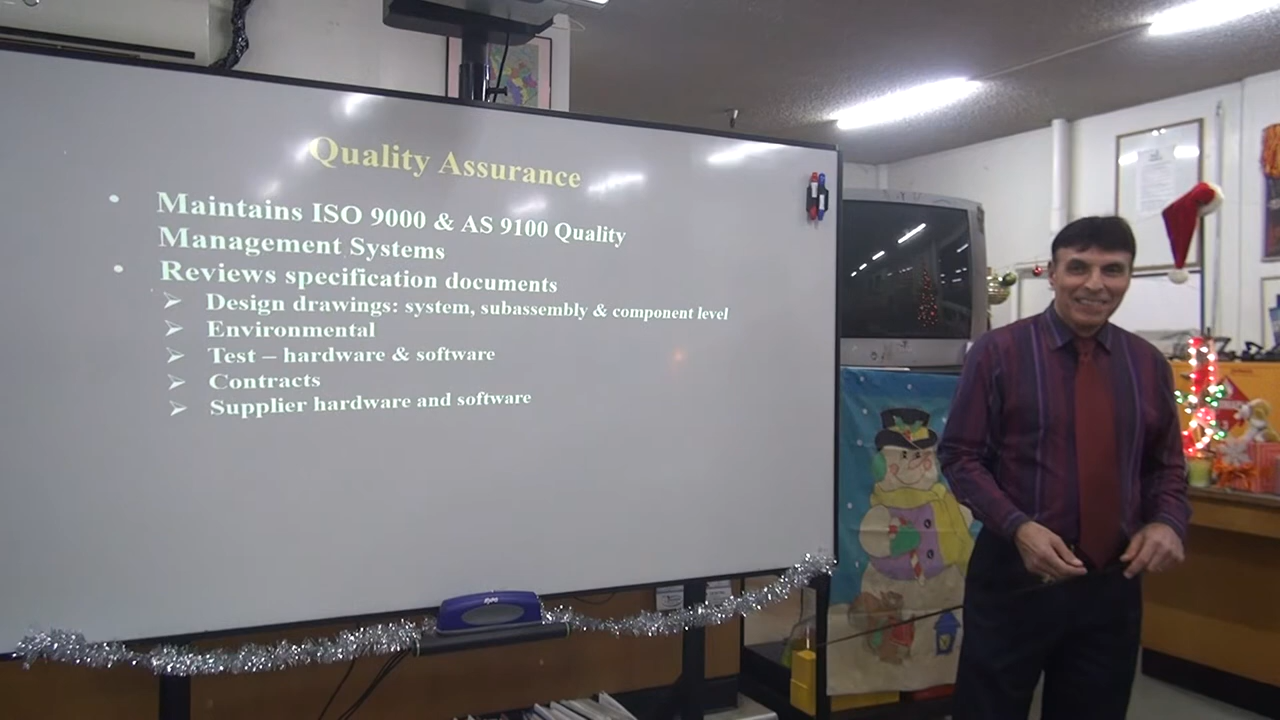 Quality Assurance
• Maintains ISO 9000 & AS 9100 Quality
Management Systems
• Reviews specification documents
➢ Design drawings: system, subassembly & component level
➢ Environmental
➢ Test – hardware & software
➢ Contracts
➢ Supplier hardware and software